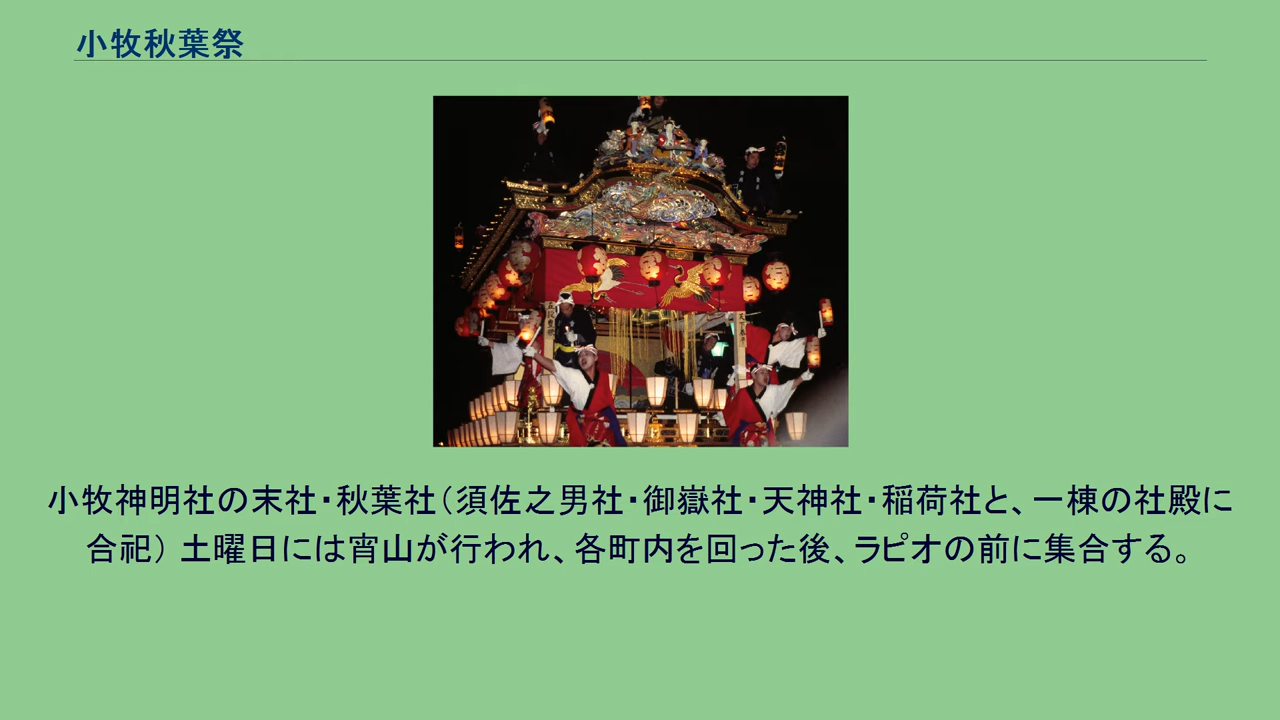 小牧秋葉祭
小牧神明社の末社・秋葉社（須佐之男社・御嶽社・天神社・稲荷社と、一棟の社殿に
合祀） 土曜日には宵山が行われ、各町内を回った後、ラピオの前に集合する。